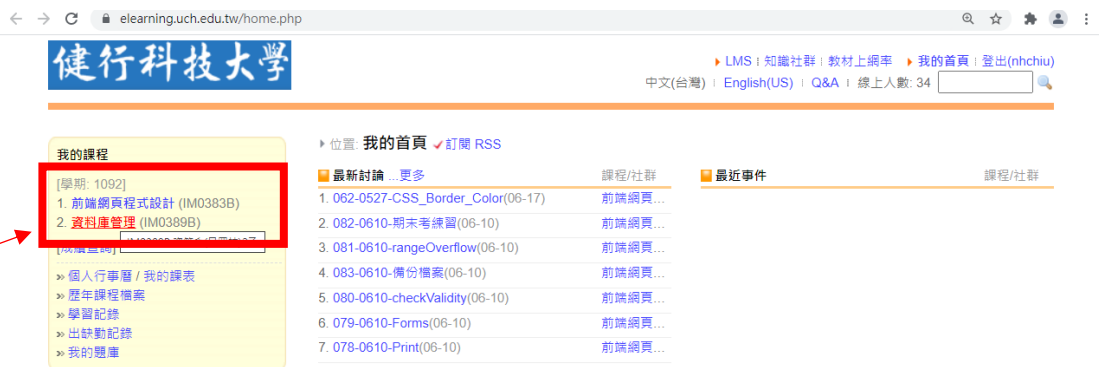 elearning.uch.edu.tw/home.php
健行科技大學
LMS | 知識社群 | 教材上網率 我的首頁 | 登出(nhchiu)
中文(台灣) | English(US) | Q&A | 線上人數: 34
我的課程
[學期: 1092]
1. 前端網頁程式設計 (IM0383B)
2. 資料庫管理 (IM0389B)
[成績查詢]
» 個人行事曆 / 我的課表
» 歷年課程檔案
» 學習記錄
» 出缺勤記錄
» 我的題庫
位置: 我的首頁 訂閱 RSS
最新討論 ...更多 課程/社群
1. 062-0527-CSS_Border_Color(06-17) 前端網頁...
2. 082-0610-期末考練習(06-10) 前端網頁...
3. 081-0610-rangeOverflow(06-10) 前端網頁...
4. 083-0610-備份檔案(06-10) 前端網頁...
5. 080-0610-checkValidity(06-10) 前端網頁...
6. 079-0610-Forms(06-10) 前端網頁...
7. 078-0610-Print(06-10) 前端網頁...
最近事件 課程/社群